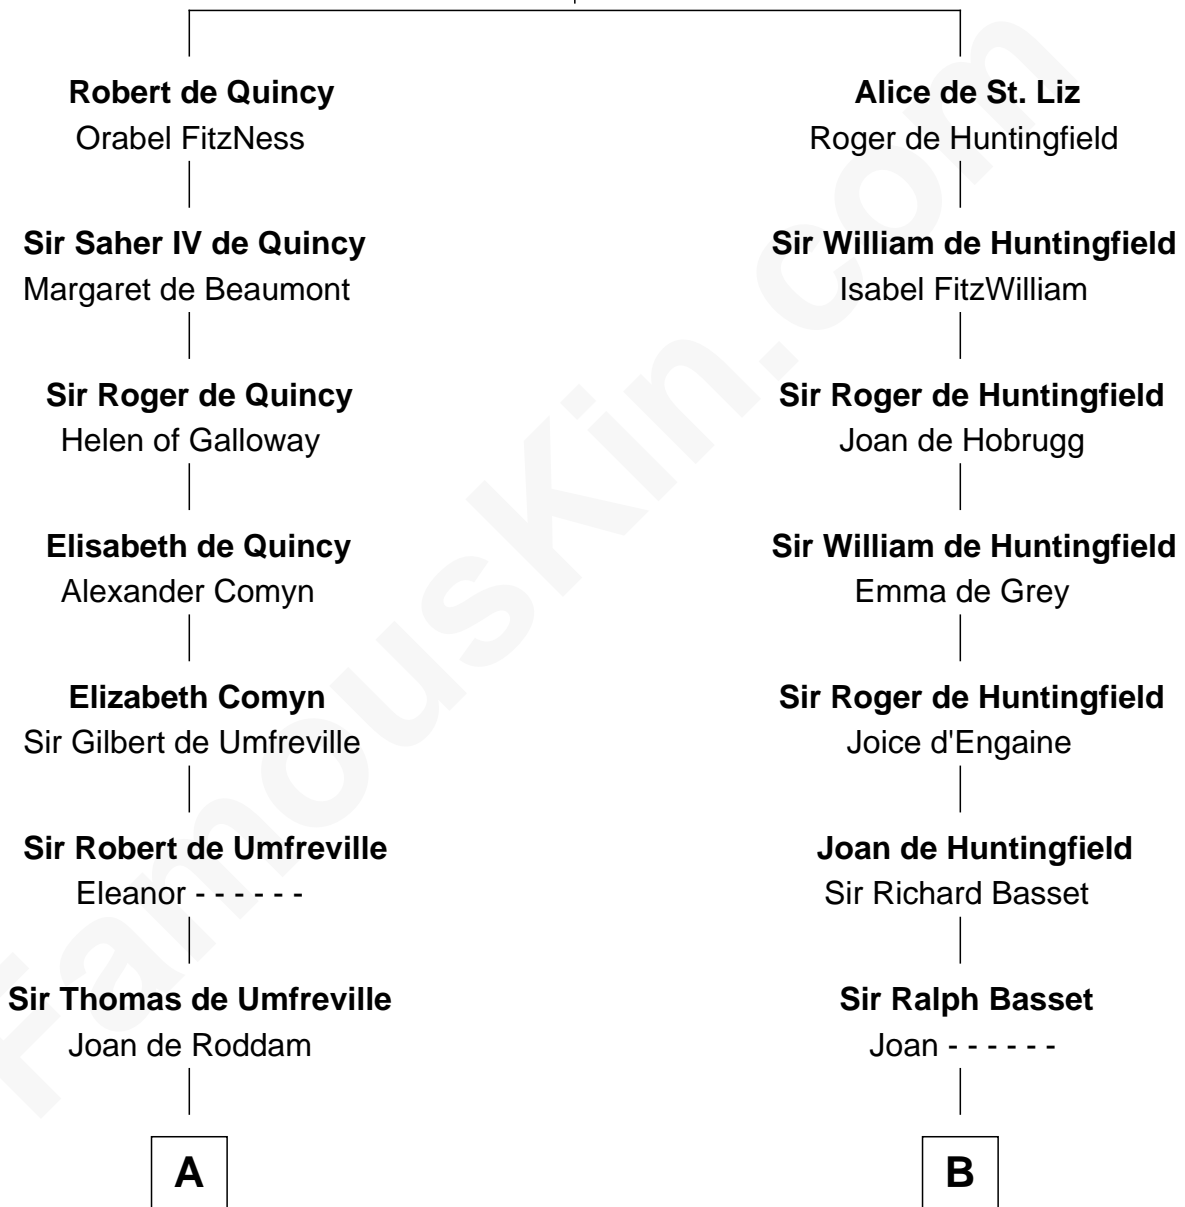 Robert de Quincy
Orabel FitzNess
Sir Saher IV de Quincy
Margaret de Beaumont
Sir Roger de Quincy
Helen of Galloway
Elisabeth de Quincy
Alexander Comyn
Elizabeth Comyn
Sir Gilbert de Umfreville
Sir Robert de Umfreville
Eleanor - - - - - -
Sir Thomas de Umfreville
Joan de Roddam
A
Alice de St. Liz
Roger de Huntingfield
Sir William de Huntingfield
Isabel FitzWilliam
Sir Roger de Huntingfield
Joan de Hobrugg
Sir William de Huntingfield
Emma de Grey
Sir Roger de Huntingfield
Joice d'Engaine
Joan de Huntingfield
Sir Richard Basset
Sir Ralph Basset
Joan - - - - - -
B
FamousKin.com